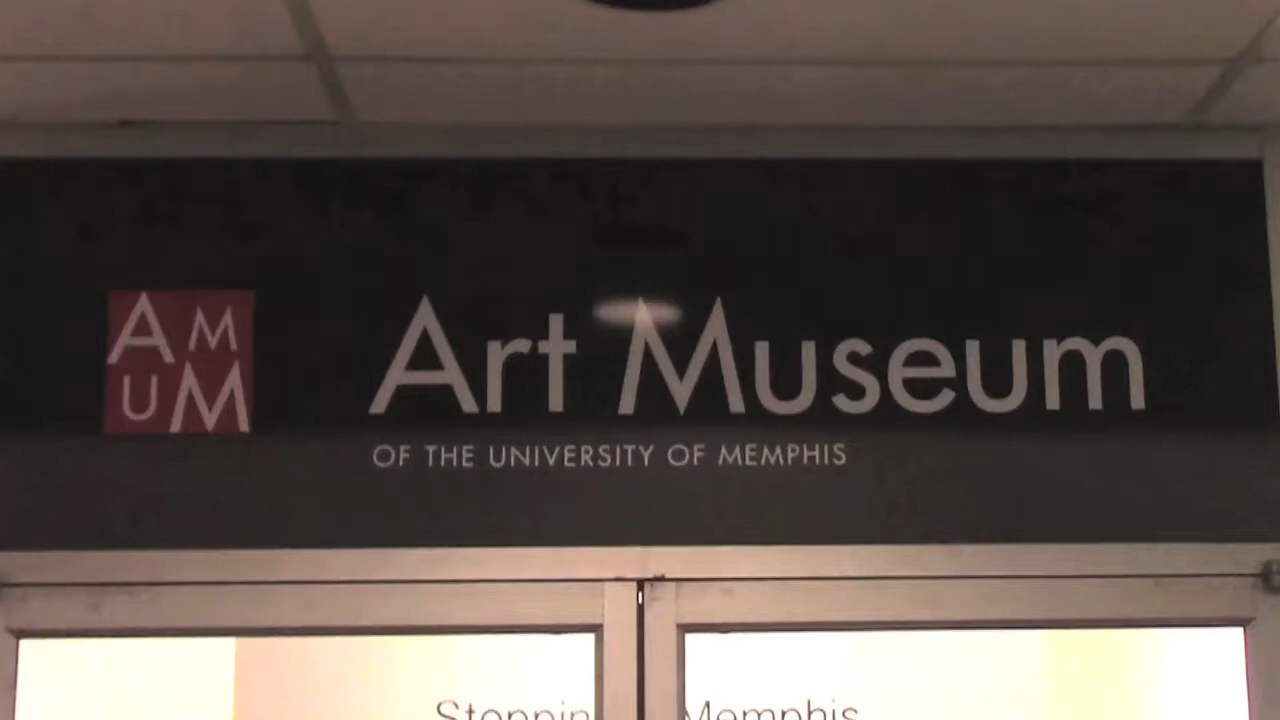 AM
UM
Art Museum
OF THE UNIVERSITY OF MEMPHIS
Memphis